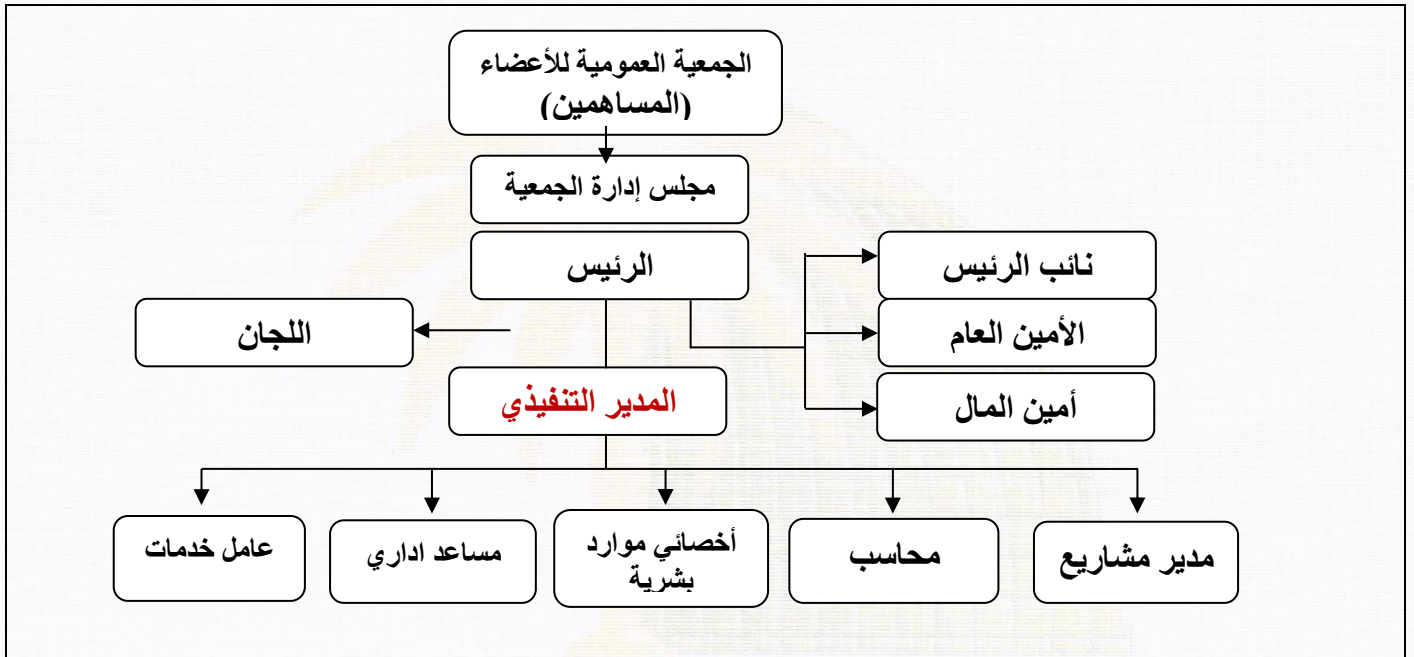 الجمعية العمومية للأعضاء
(المساهمين)
مجلس إدارة الجمعية
الرئيس
نائب الرئيس
الأمين العام
اللجان
المدير التنفيذي
أمين المال
مدير مشاريع
محاسب
أخصائي موارد
بشرية
مساعد اداري
عامل خدمات